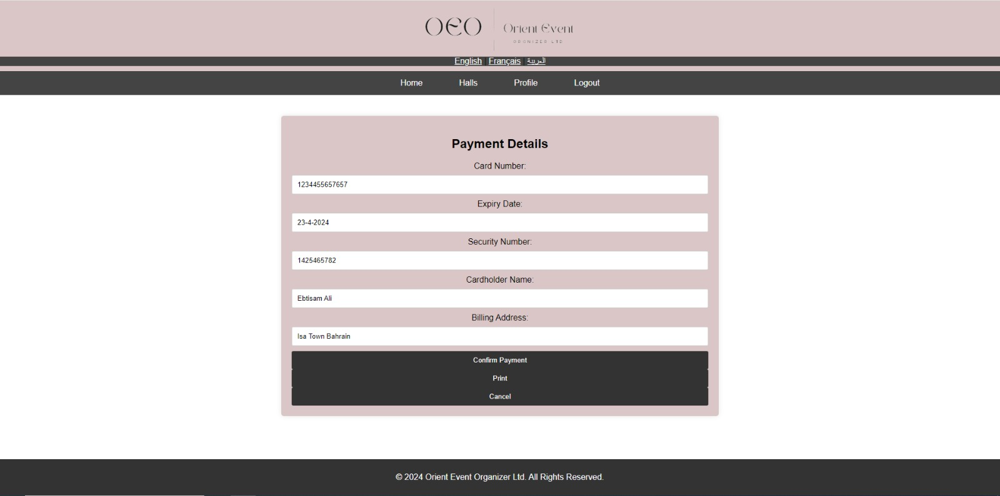 OEO
Orient Event
ORGNIZER LTD
English | Français | العربية
Home Halls Profile Logout
Payment Details
Card Number:
1234455657657
Expiry Date:
23-4-2024
Security Number:
1425465782
Cardholder Name:
Ebtisam Ali
Billing Address:
Isa Town Bahrain
Confirm Payment
Print
Cancel
© 2024 Orient Event Organizer Ltd. All Rights Reserved.